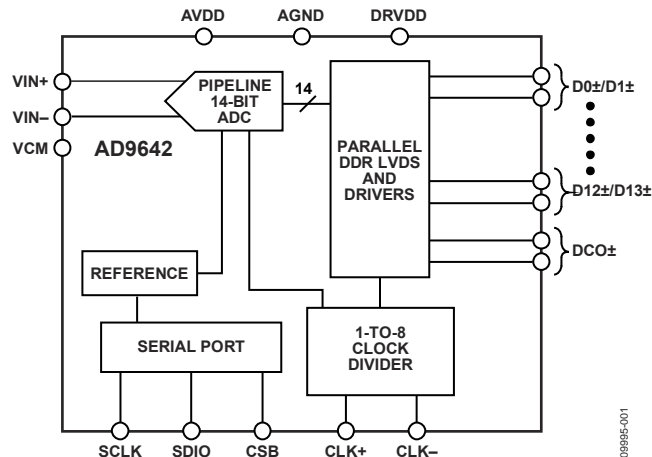 AVDD
AGND
DRVDD
VIN+
VIN–
VCM
PIPELINE
14-BIT
ADC
14
AD9642
PARALLEL
DDR LVDS
AND
DRIVERS
D0±/D1±
D12±/D13±
DCO±
REFERENCE
SERIAL PORT
1-TO-8
CLOCK
DIVIDER
SCLK
SDIO
CSB
CLK+
CLK–
09995-001